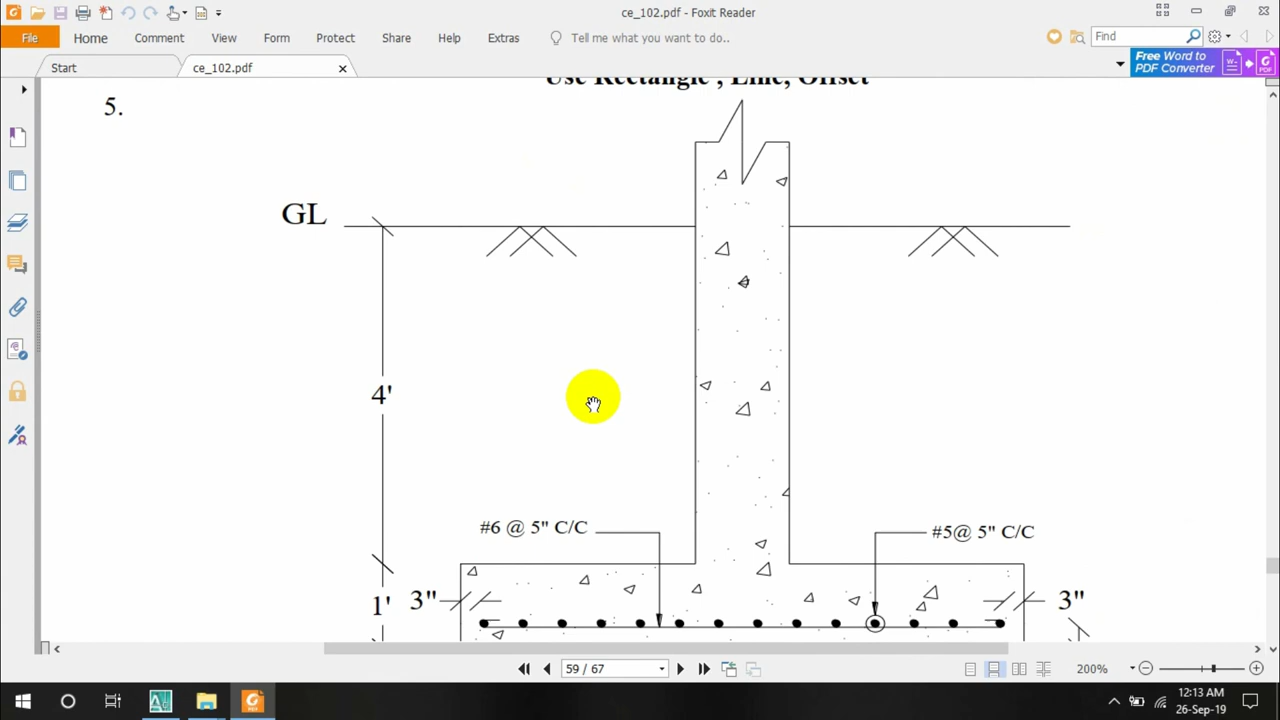 ce_102.pdf - Foxit Reader
File Home Comment View Form Protect Share Help Extras Tell me what you want to do.. Find
Start ce_102.pdf
Free Word to
PDF Converter
Use Rectangle , Line, Offset
5.
GL
4'
#6 @ 5" C/C
#5@ 5" C/C
1' 3" 3"
59 / 67 200%
12:13 AM
26-Sep-19